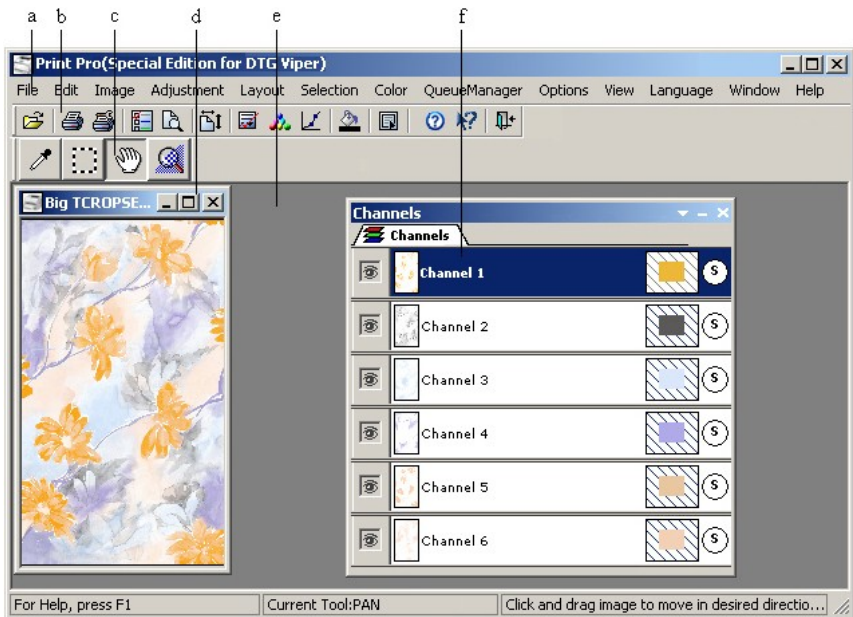 a b c d e f
Print Pro(Special Edition for DTG Viper)
File Edit Image Adjustment Layout Selection Color QueueManager Options View Language Window Help
Big TCROPSE...
Channels
Channels
Channel 1 S
Channel 2 S
Channel 3 S
Channel 4 S
Channel 5 S
Channel 6 S
For Help, press F1 Current Tool:PAN Click and drag image to move in desired directio...